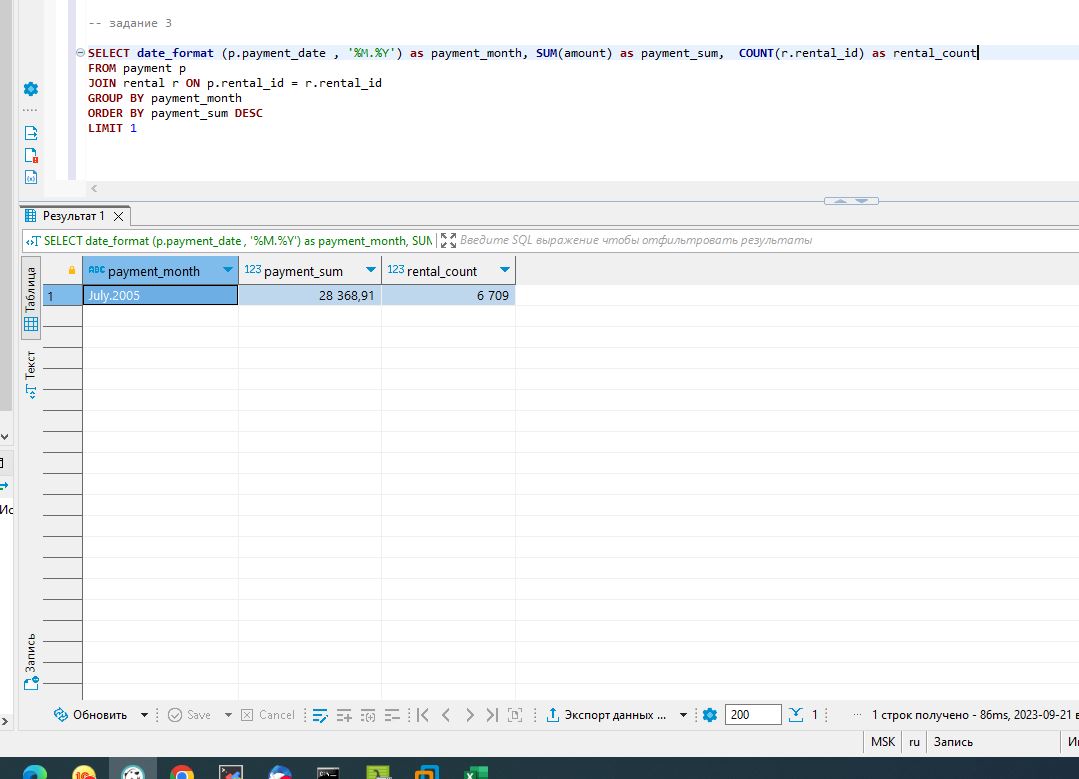 -- задание 3
SELECT date_format (p.payment_date , '%M.%Y') as payment_month, SUM(amount) as payment_sum,  COUNT(r.rental_id) as rental_count
FROM payment p
JOIN rental r ON p.rental_id = r.rental_id
GROUP BY payment_month
ORDER BY payment_sum DESC
LIMIT 1
Результат 1
SELECT date_format (p.payment_date , '%M.%Y') as payment_month, SUM
Введите SQL выражение чтобы отфильтровать результаты
Таблица
ABC payment_month 123 payment_sum 123 rental_count
1 July.2005 28 368,91 6 709
Текст
Ис
Запись
Обновить Save Cancel Экспорт данных ... 200 1 ... 1 строк получено - 86ms, 2023-09-21 в
MSK ru Запись